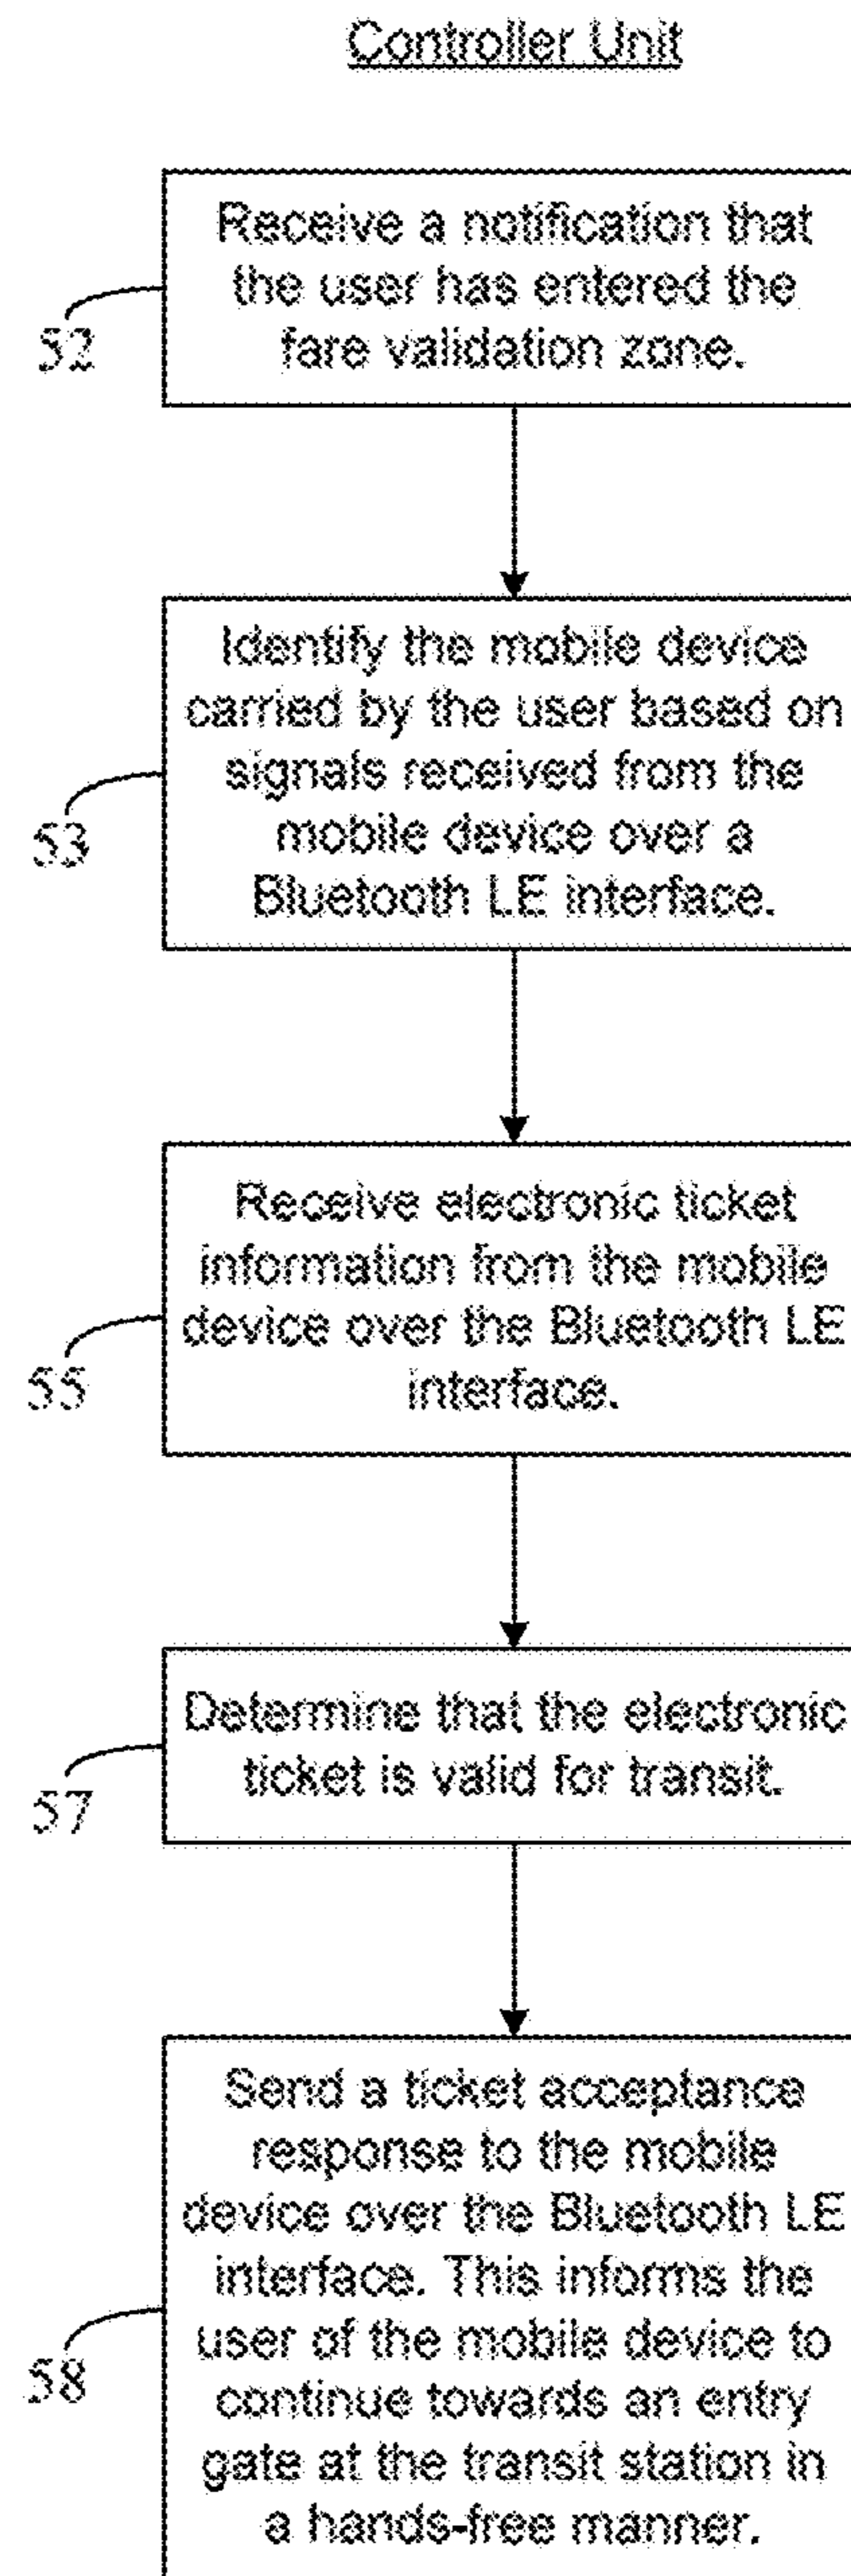 Controller Unit
Receive a notification that
the user has entered the
fare validation zone.
52
Identify the mobile device
carried by the user based on
signals received from the
mobile device over a
Bluetooth LE interface.
53
Receive electronic ticket
information from the mobile
device over the Bluetooth LE
interface.
55
Determine that the electronic
ticket is valid for transit.
57
Send a ticket acceptance
response to the mobile
device over the Bluetooth LE
interface. This informs the
user of the mobile device to
continue towards an entry
gate at the transit station in
a hands-free manner.
58